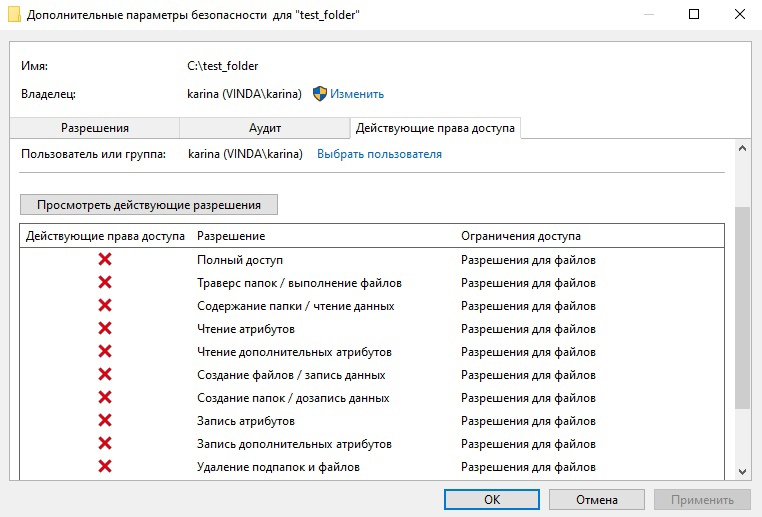 Дополнительные параметры безопасности для "test_folder"
Имя: C:\test_folder
Владелец: karina (VINDA\karina) Изменить
Разрешения Аудит Действующие права доступа
Пользователь или группа: karina (VINDA\karina) Выбрать пользователя
Просмотреть действующие разрешения
Действующие права доступа Разрешение Ограничения доступа
Полный доступ Разрешения для файлов
Траверс папок / выполнение файлов Разрешения для файлов
Содержание папки / чтение данных Разрешения для файлов
Чтение атрибутов Разрешения для файлов
Чтение дополнительных атрибутов Разрешения для файлов
Создание файлов / запись данных Разрешения для файлов
Создание папок / дозапись данных Разрешения для файлов
Запись атрибутов Разрешения для файлов
Запись дополнительных атрибутов Разрешения для файлов
Удаление подпапок и файлов Разрешения для файлов
ОК Отмена Применить